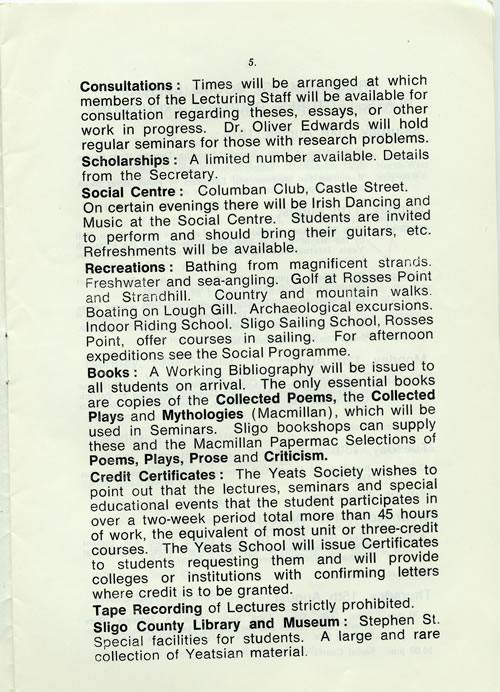 5.
Consultations : Times will be arranged at which
members of the Lecturing Staff will be available for
consultation regarding theses, essays, or other
work in progress. Dr. Oliver Edwards will hold
regular seminars for those with research problems.
Scholarships : A limited number available. Details
from the Secretary.
Social Centre : Columban Club, Castle Street.
On certain evenings there will be Irish Dancing and
Music at the Social Centre. Students are invited
to perform and should bring their guitars, etc.
Refreshments will be available.
Recreations : Bathing from magnificent strands.
Freshwater and sea-angling. Golf at Rosses Point
and Strandhill. Country and mountain walks.
Boating on Lough Gill. Archaeological excursions.
Indoor Riding School. Sligo Sailing School, Rosses
Point, offer courses in sailing. For afternoon
expeditions see the Social Programme.
Books : A Working Bibliography will be issued to
all students on arrival. The only essential books
are copies of the Collected Poems, the Collected
Plays and Mythologies (Macmillan), which will be
used in Seminars. Sligo bookshops can supply
these and the Macmillan Papermac Selections of
Poems, Plays, Prose and Criticism.
Credit Certificates : The Yeats Society wishes to
point out that the lectures, seminars and special
educational events that the student participates in
over a two-week period total more than 45 hours
of work, the equivalent of most unit or three-credit
courses. The Yeats School will issue Certificates
to students requesting them and will provide
colleges or institutions with confirming letters
where credit is to be granted.
Tape Recording of Lectures strictly prohibited.
Sligo County Library and Museum : Stephen St.
Special facilities for students. A large and rare
collection of Yeatsian material.